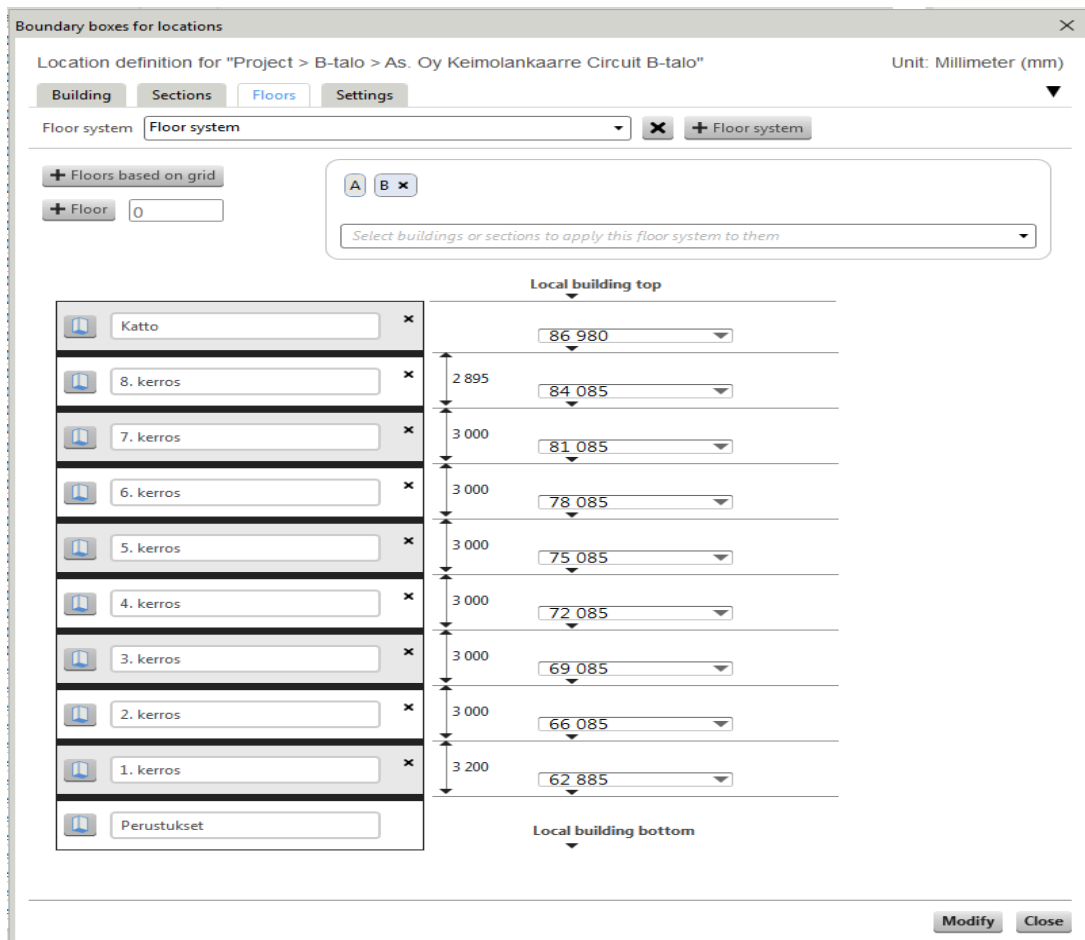 Boundary boxes for locations
Location definition for "Project > B-talo > As. Oy Keimolankaarre Circuit B-talo" Unit: Millimeter (mm)
Building Sections Floors Settings
Floor system Floor system + Floor system
+ Floors based on grid
A B
+ Floor 0
Select buildings or sections to apply this floor system to them
Local building top
Katto
86 980
8. kerros 2 895
84 085
7. kerros 3 000
81 085
6. kerros 3 000
78 085
5. kerros 3 000
75 085
4. kerros 3 000
72 085
3. kerros 3 000
69 085
2. kerros 3 000
66 085
1. kerros 3 200
62 885
Perustukset
Local building bottom
Modify Close